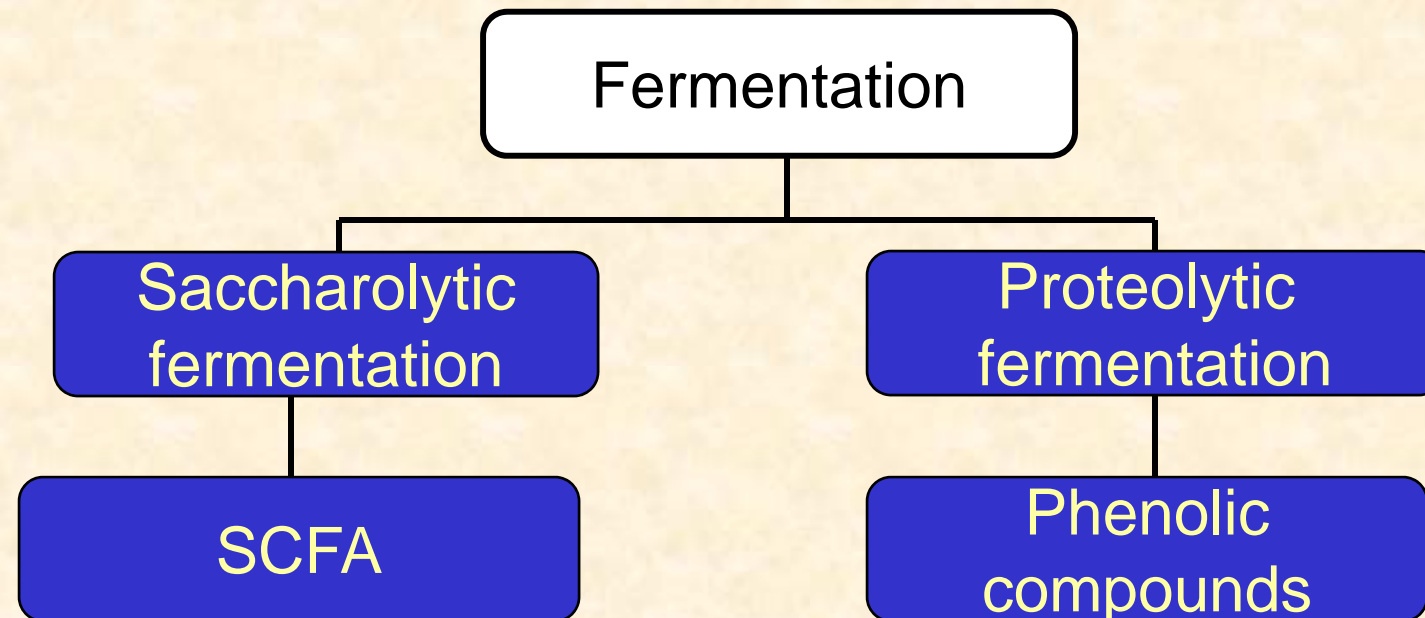 Fermentation
Saccharolytic
fermentation
Proteolytic
fermentation
SCFA
Phenolic
compounds